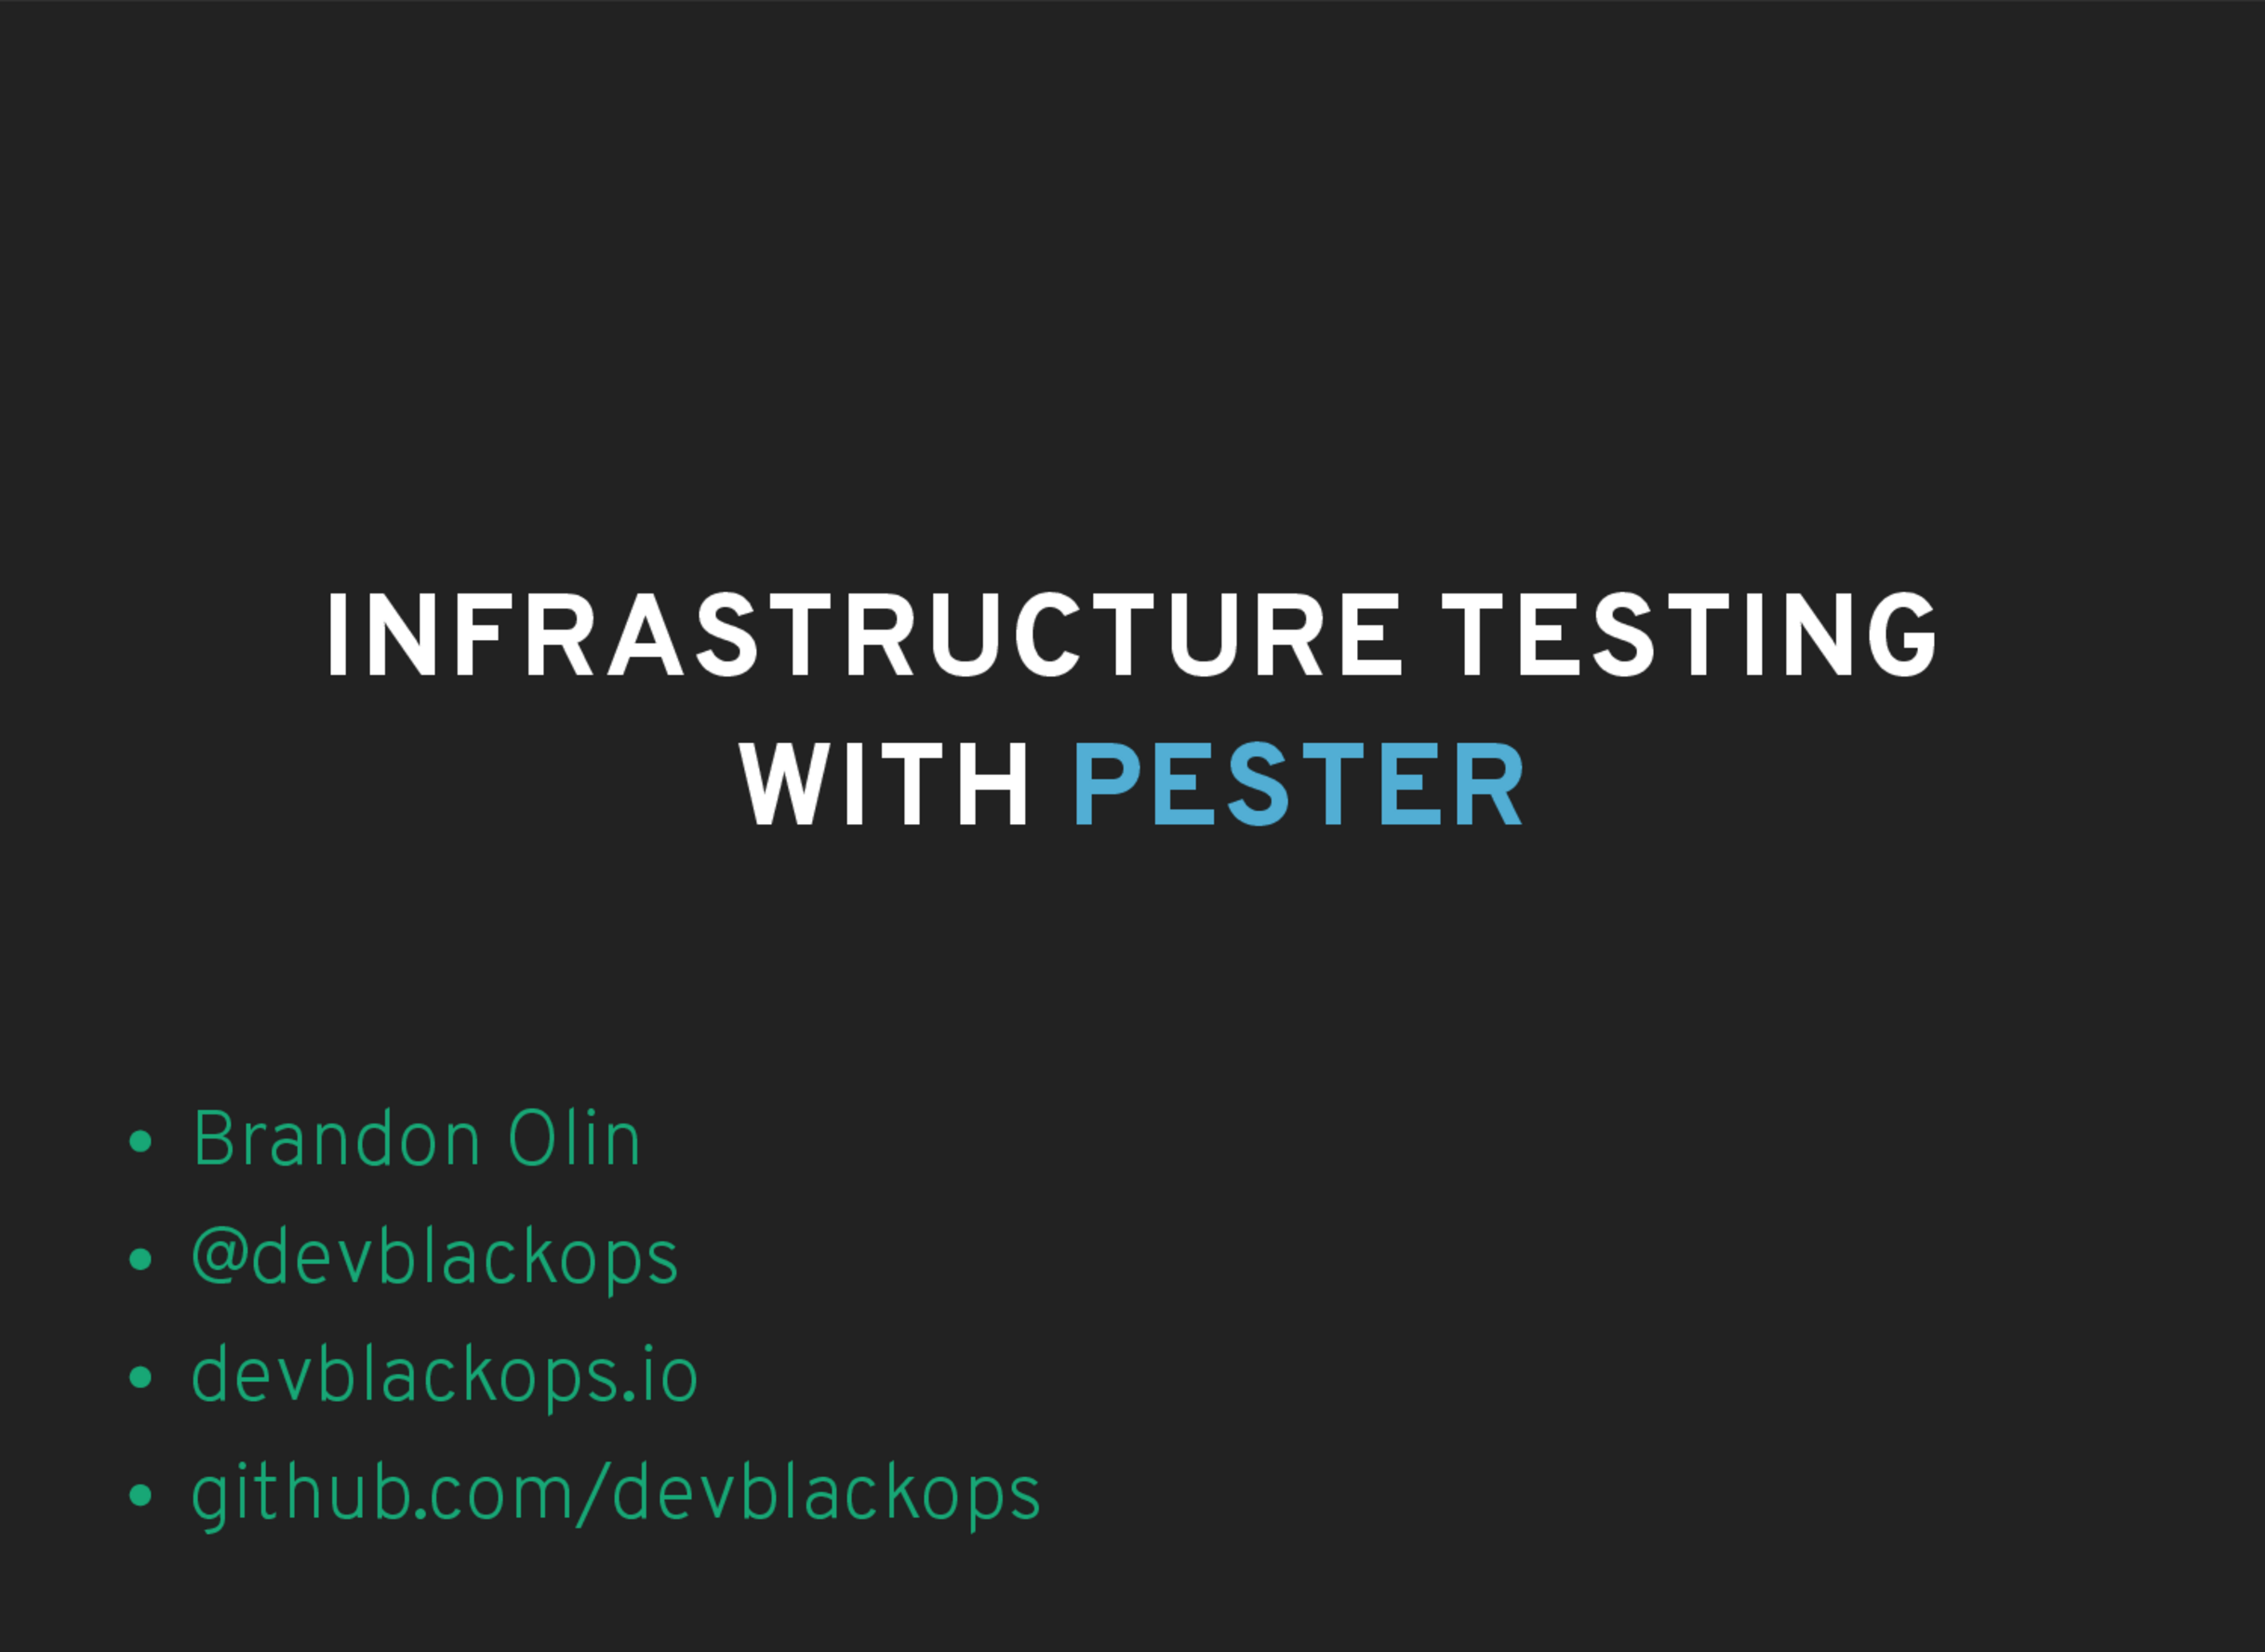 INFRASTRUCTURE TESTING
WITH PESTER
• Brandon Olin
• @devblackops
• devblackops.io
• github.com/devblackops